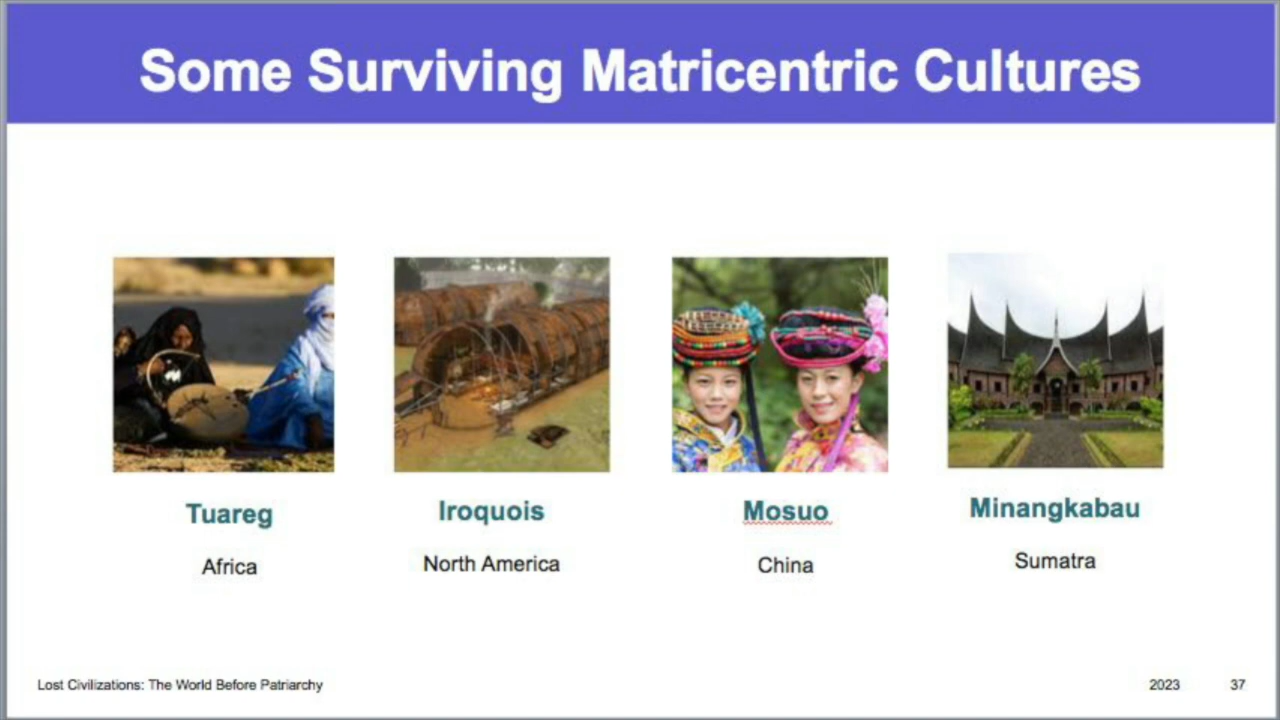 Some Surviving Matricentric Cultures
Tuareg
Africa
Iroquois
North America
Mosuo
China
Minangkabau
Sumatra
Lost Civilizations: The World Before Patriarchy
2023
37